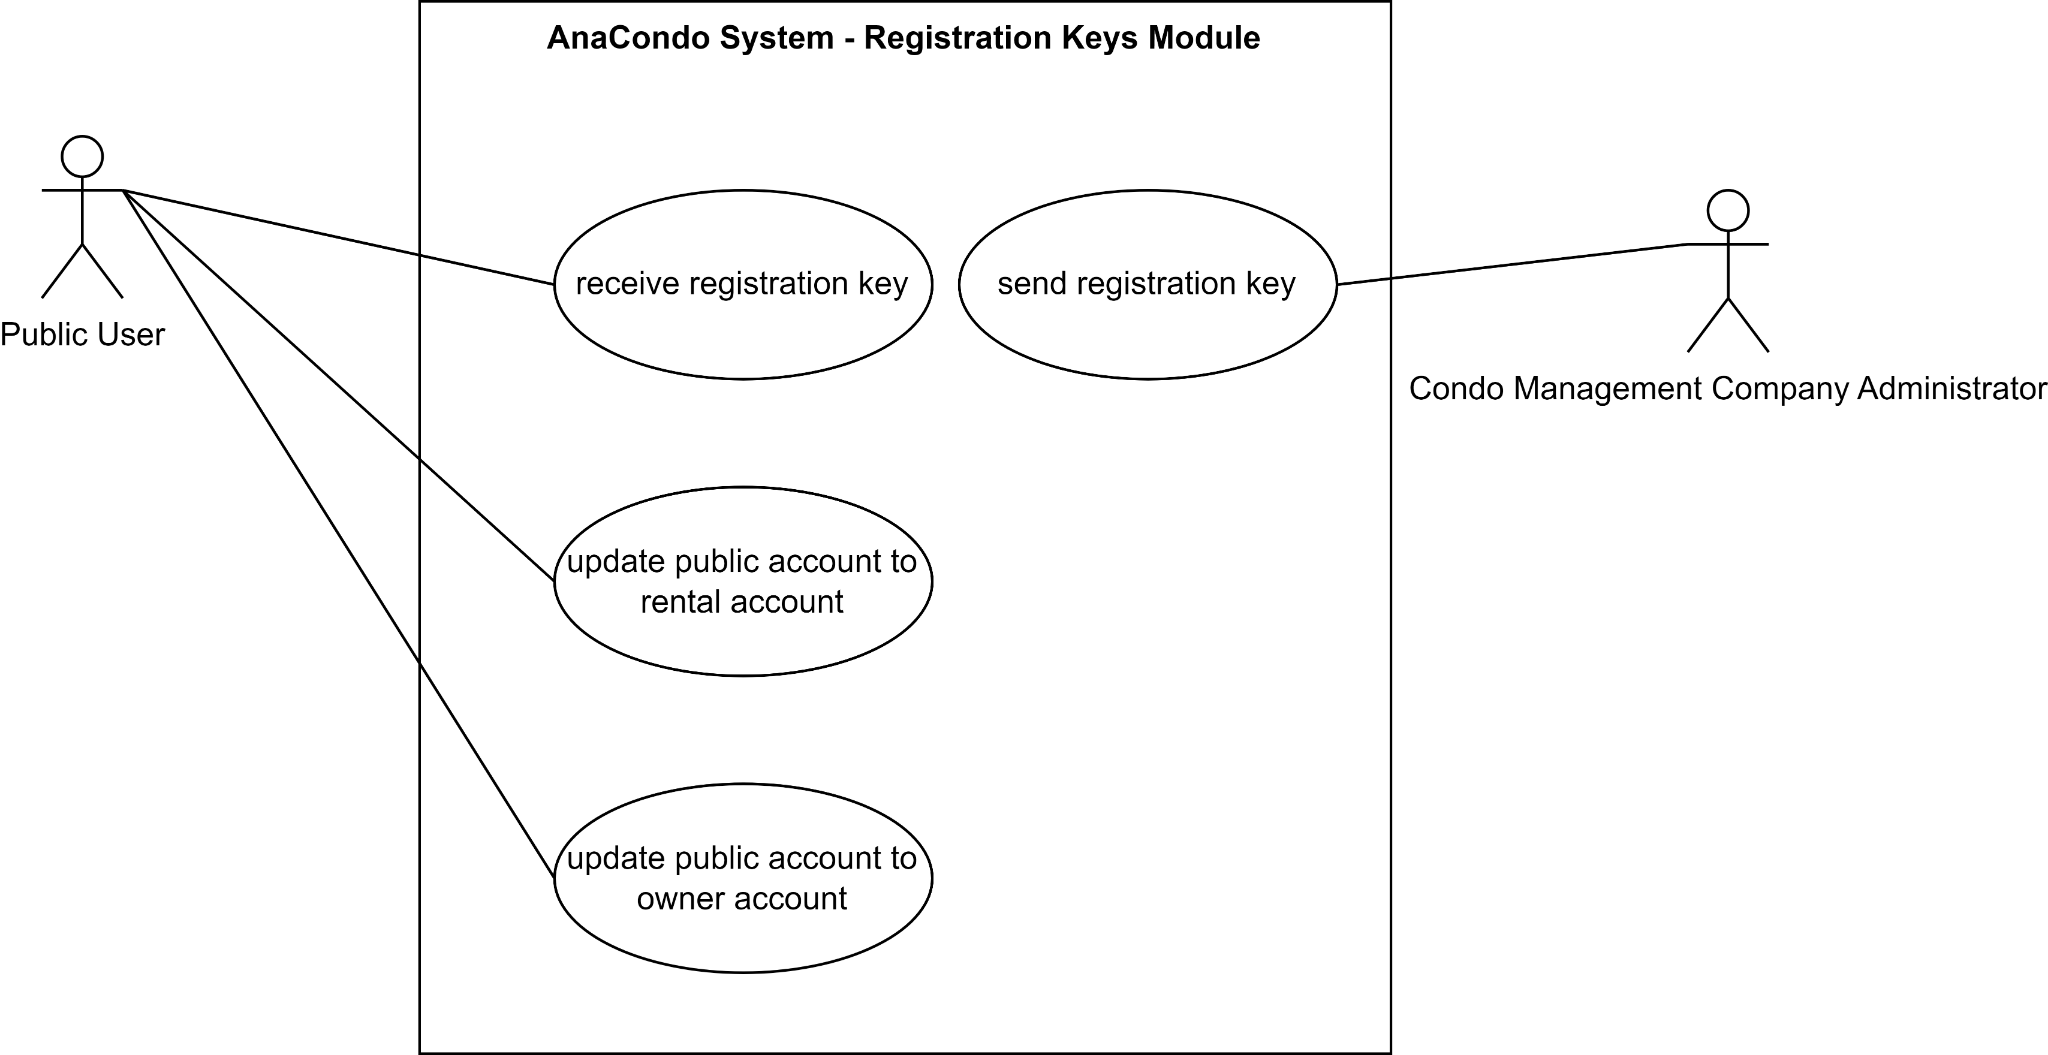 AnaCondo System - Registration Keys Module
Public User
receive registration key
send registration key
Condo Management Company Administrator
update public account to
rental account
update public account to
owner account